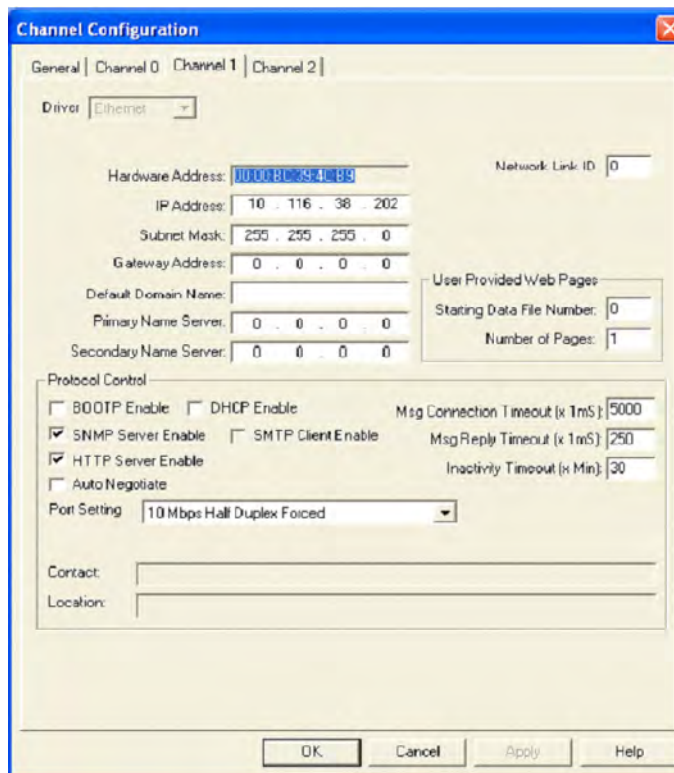 Channel Configuration
General Channel 0 Channel 1 Channel 2
Driver Ethernet
Hardware Address: 00:00:BC:39:4C:B9
Network Link ID 0
IP Address: 10 . 116 . 38 . 202
Subnet Mask: 255 . 255 . 255 . 0
Gateway Address: 0 . 0 . 0 . 0
Default Domain Name:
Primary Name Server: 0 . 0 . 0 . 0
Secondary Name Server: 0 . 0 . 0 . 0
User Provided Web Pages
Starting Data File Number: 0
Number of Pages: 1
Protocol Control
BOOTP Enable DHCP Enable
SNMP Server Enable SMTP Client Enable
HTTP Server Enable
Auto Negotiate
Msg Connection Timeout (x 1mS): 5000
Msg Reply Timeout (x 1mS): 250
Inactivity Timeout (x Min): 30
Port Setting 10 Mbps Half Duplex Forced
Contact:
Location:
OK Cancel Apply Help